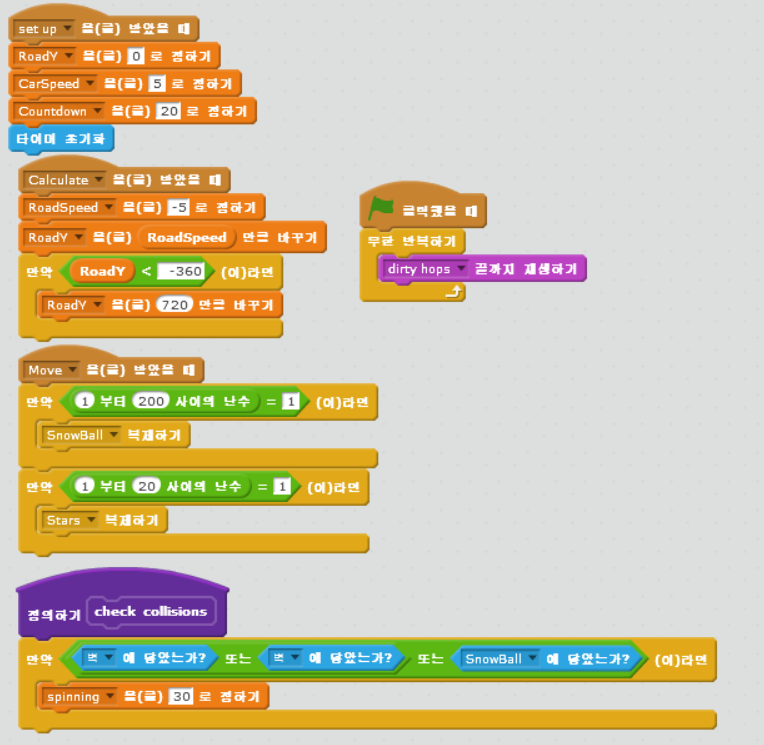 set up 을(를) 받았을 때
RoadY 을(를) 0 로 정하기
CarSpeed 을(를) 5 로 정하기
Countdown 을(를) 20 로 정하기
타이머 초기화
Calculate 을(를) 받았을 때
RoadSpeed 을(를) -5 로 정하기
RoadY 을(를) RoadSpeed 만큼 바꾸기
만약 RoadY < -360 (이)라면
RoadY 을(를) 720 만큼 바꾸기
클릭했을 때
무한 반복하기
dirty hops 끝까지 재생하기
Move 을(를) 받았을 때
만약 1 부터 200 사이의 난수 = 1 (이)라면
SnowBall 복제하기
만약 1 부터 20 사이의 난수 = 1 (이)라면
Stars 복제하기
정의하기 check collisions
만약 벽 에 닿았는가? 또는 벽 에 닿았는가? 또는 SnowBall 에 닿았는가? (이)라면
spinning 을(를) 30 로 정하기